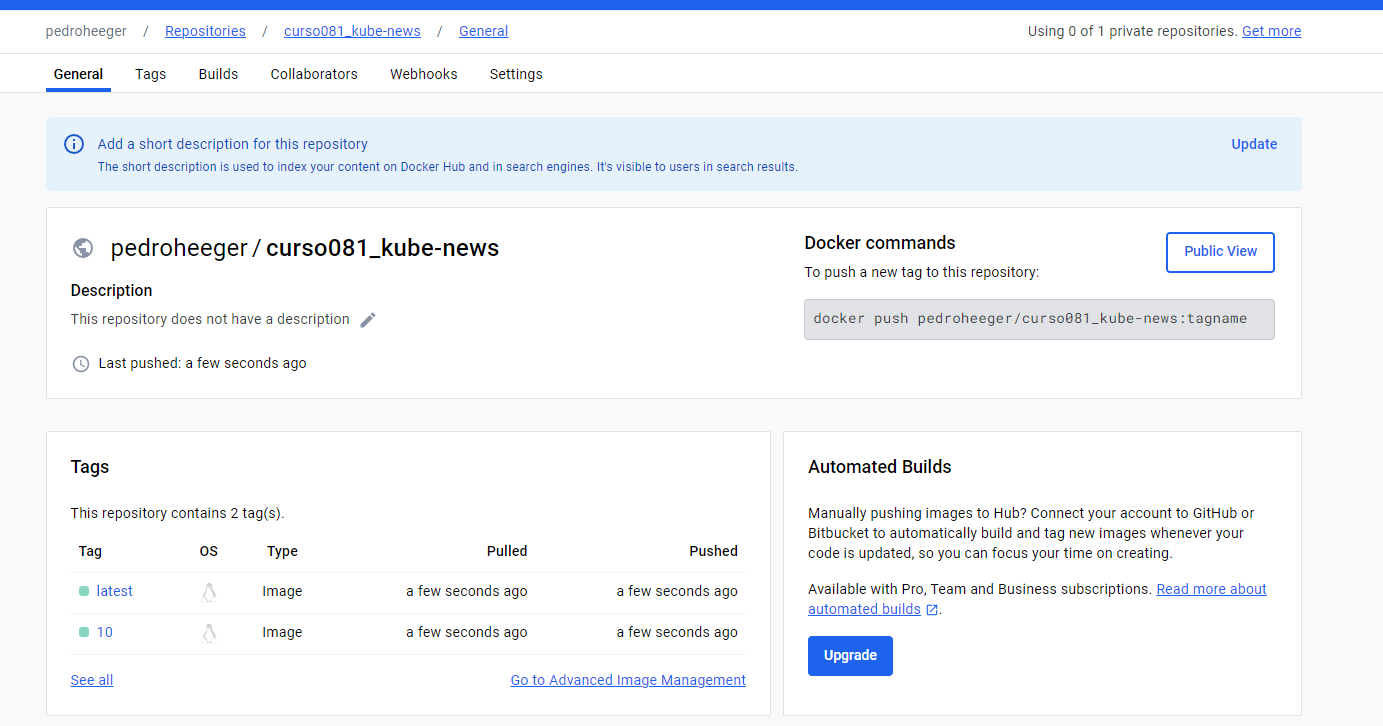 pedroheeger / Repositories / curso081_kube-news / General
Using 0 of 1 private repositories. Get more
General Tags Builds Collaborators Webhooks Settings
Add a short description for this repository
Update
The short description is used to index your content on Docker Hub and in search engines. It's visible to users in search results.
pedroheeger / curso081_kube-news
Description
This repository does not have a description
Last pushed: a few seconds ago
Docker commands
Public View
To push a new tag to this repository:
docker push pedroheeger/curso081_kube-news:tagname
Tags
This repository contains 2 tag(s).
Tag OS Type Pulled Pushed
latest Image a few seconds ago a few seconds ago
10 Image a few seconds ago a few seconds ago
See all
Go to Advanced Image Management
Automated Builds
Manually pushing images to Hub? Connect your account to GitHub or
Bitbucket to automatically build and tag new images whenever your
code is updated, so you can focus your time on creating.
Available with Pro, Team and Business subscriptions. Read more about
automated builds .
Upgrade